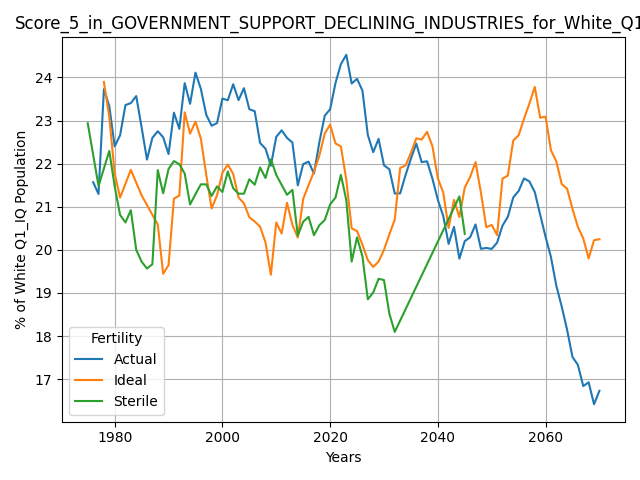 Score_5_in_GOVERNMENT_SUPPORT_DECLINING_INDUSTRIES_for_White_Q1
% of White Q1_IQ Population
24
23
22
21
20
19
18
17
Fertility
Actual
Ideal
Sterile
1980 2000 2020 2040 2060
Years